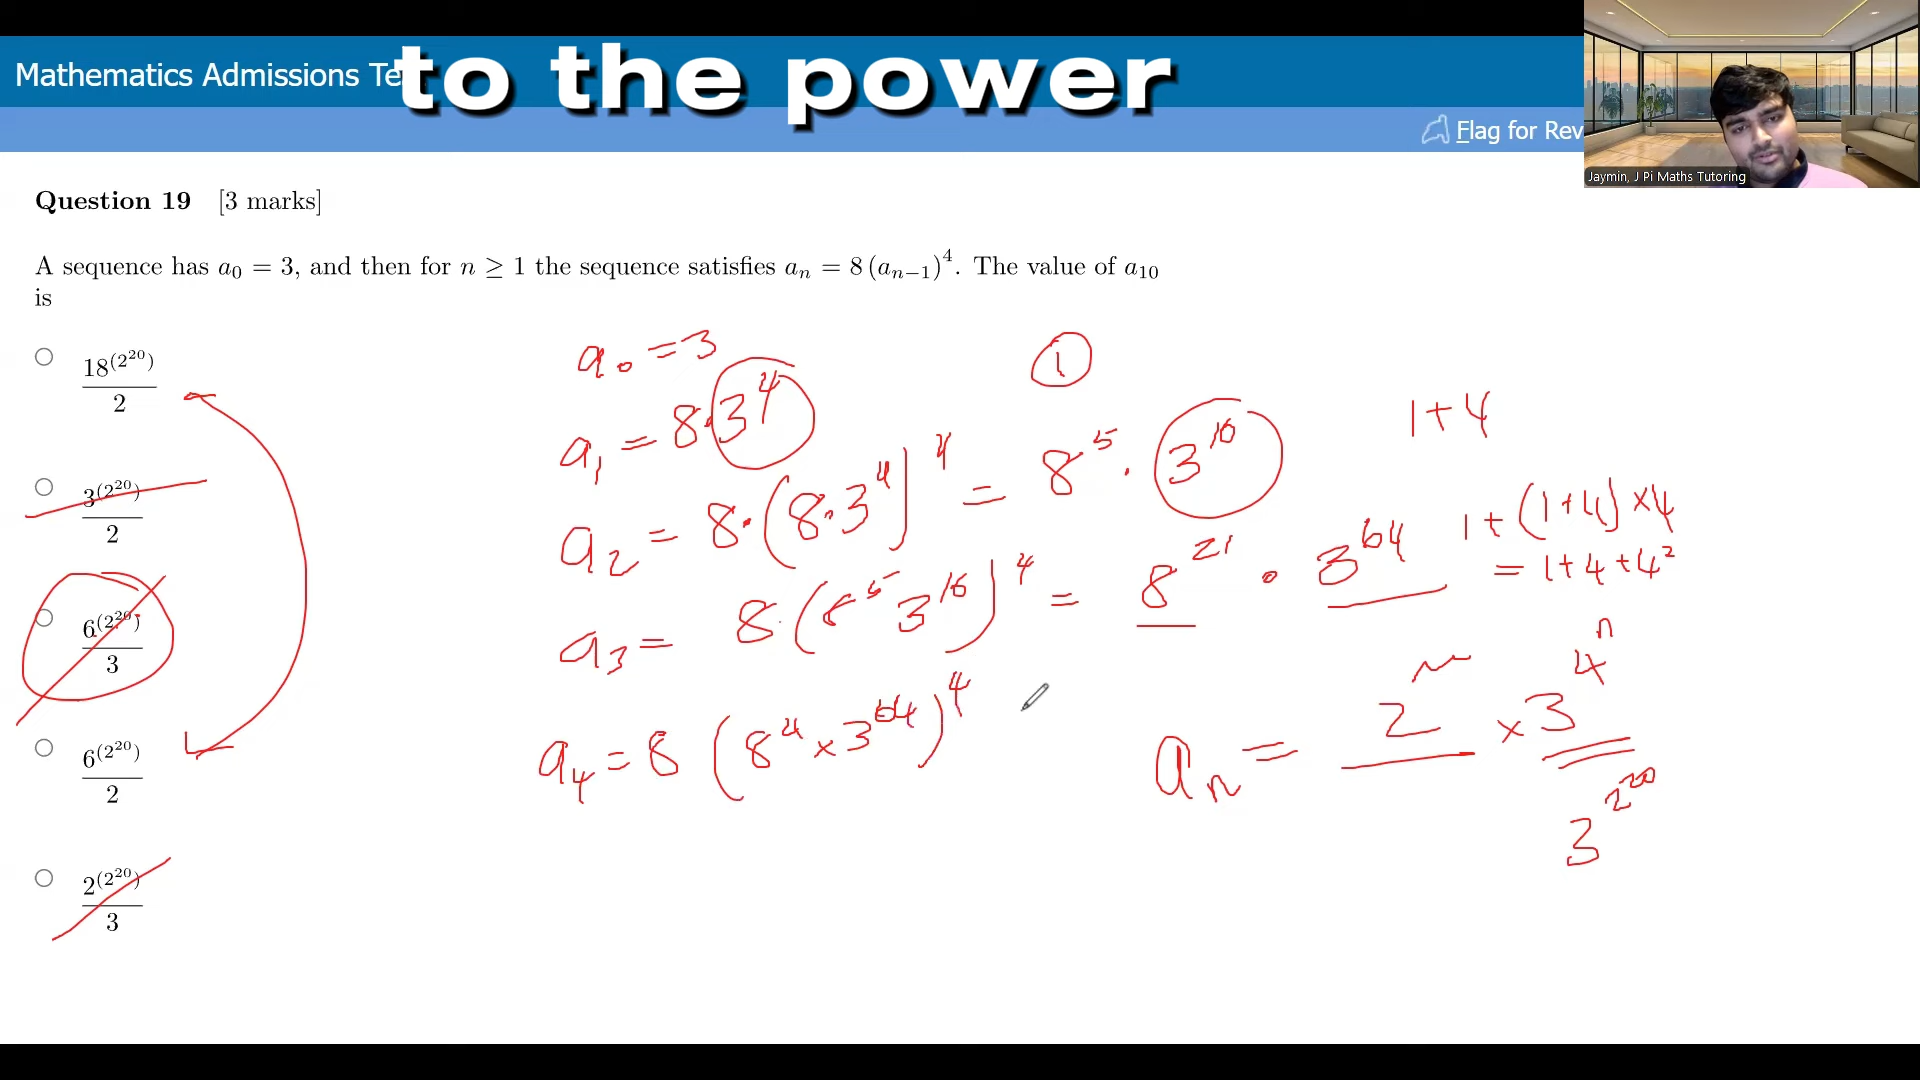 to the power
Mathematics Admissions Te
Flag for Rev
Jaymin, J Pi Maths Tutoring
Question 19 [3 marks]
A sequence has a₀ = 3, and then for n ≥ 1 the sequence satisfies aₙ = 8 (aₙ₋₁)⁴. The value of a₁₀
is
18^(2^20)/2
3^(2^20)/2
6^(2^20)/3
6^(2^20)/2
2^(2^20)/3
a₀ = 3
①
a₁ = 8·3⁴
1+4
a₂ = 8·(8·3⁴)⁴ = 8⁵·3¹⁶
1+(1+4)×4
= 1+4+4²
a₃ = 8·(8⁵3¹⁶)⁴ = 8²¹·3⁶⁴
a₄ = 8(8⁴×3⁶⁴)⁴
aₙ = 2^~ × 3^4^n
3^2^20